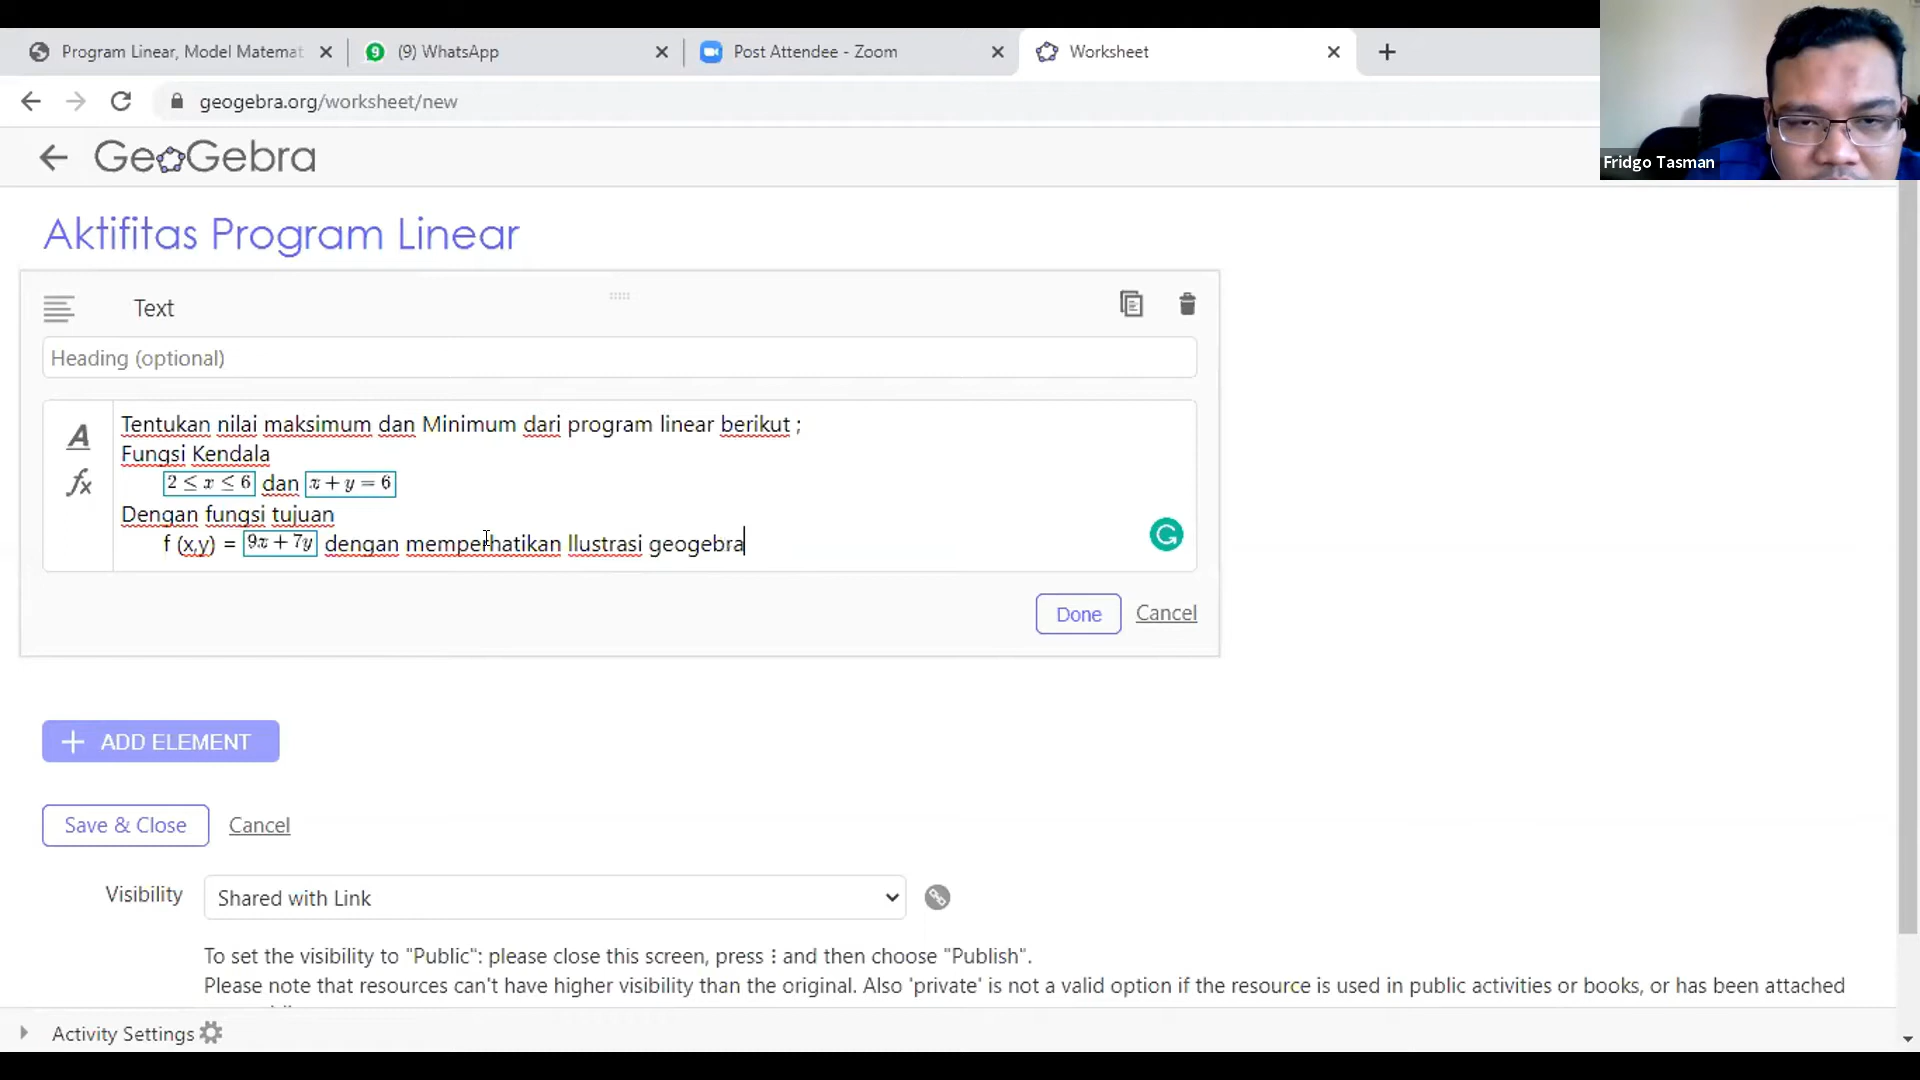 Program Linear, Model Matemat
9 (9) WhatsApp
Post Attendee - Zoom
Worksheet
geogebra.org/worksheet/new
Fridgo Tasman
GeoGebra
Aktifitas Program Linear
Text
Heading (optional)
Tentukan nilai maksimum dan Minimum dari program linear berikut ;
Fungsi Kendala
2 ≤ x ≤ 6 dan x + y = 6
Dengan fungsi tujuan
f (x,y) = 9x + 7y dengan memperhatikan Ilustrasi geogebra
Done Cancel
+ ADD ELEMENT
Save & Close Cancel
Visibility Shared with Link
To set the visibility to "Public": please close this screen, press ⋮ and then choose "Publish".
Please note that resources can't have higher visibility than the original. Also 'private' is not a valid option if the resource is used in public activities or books, or has been attached
Activity Settings